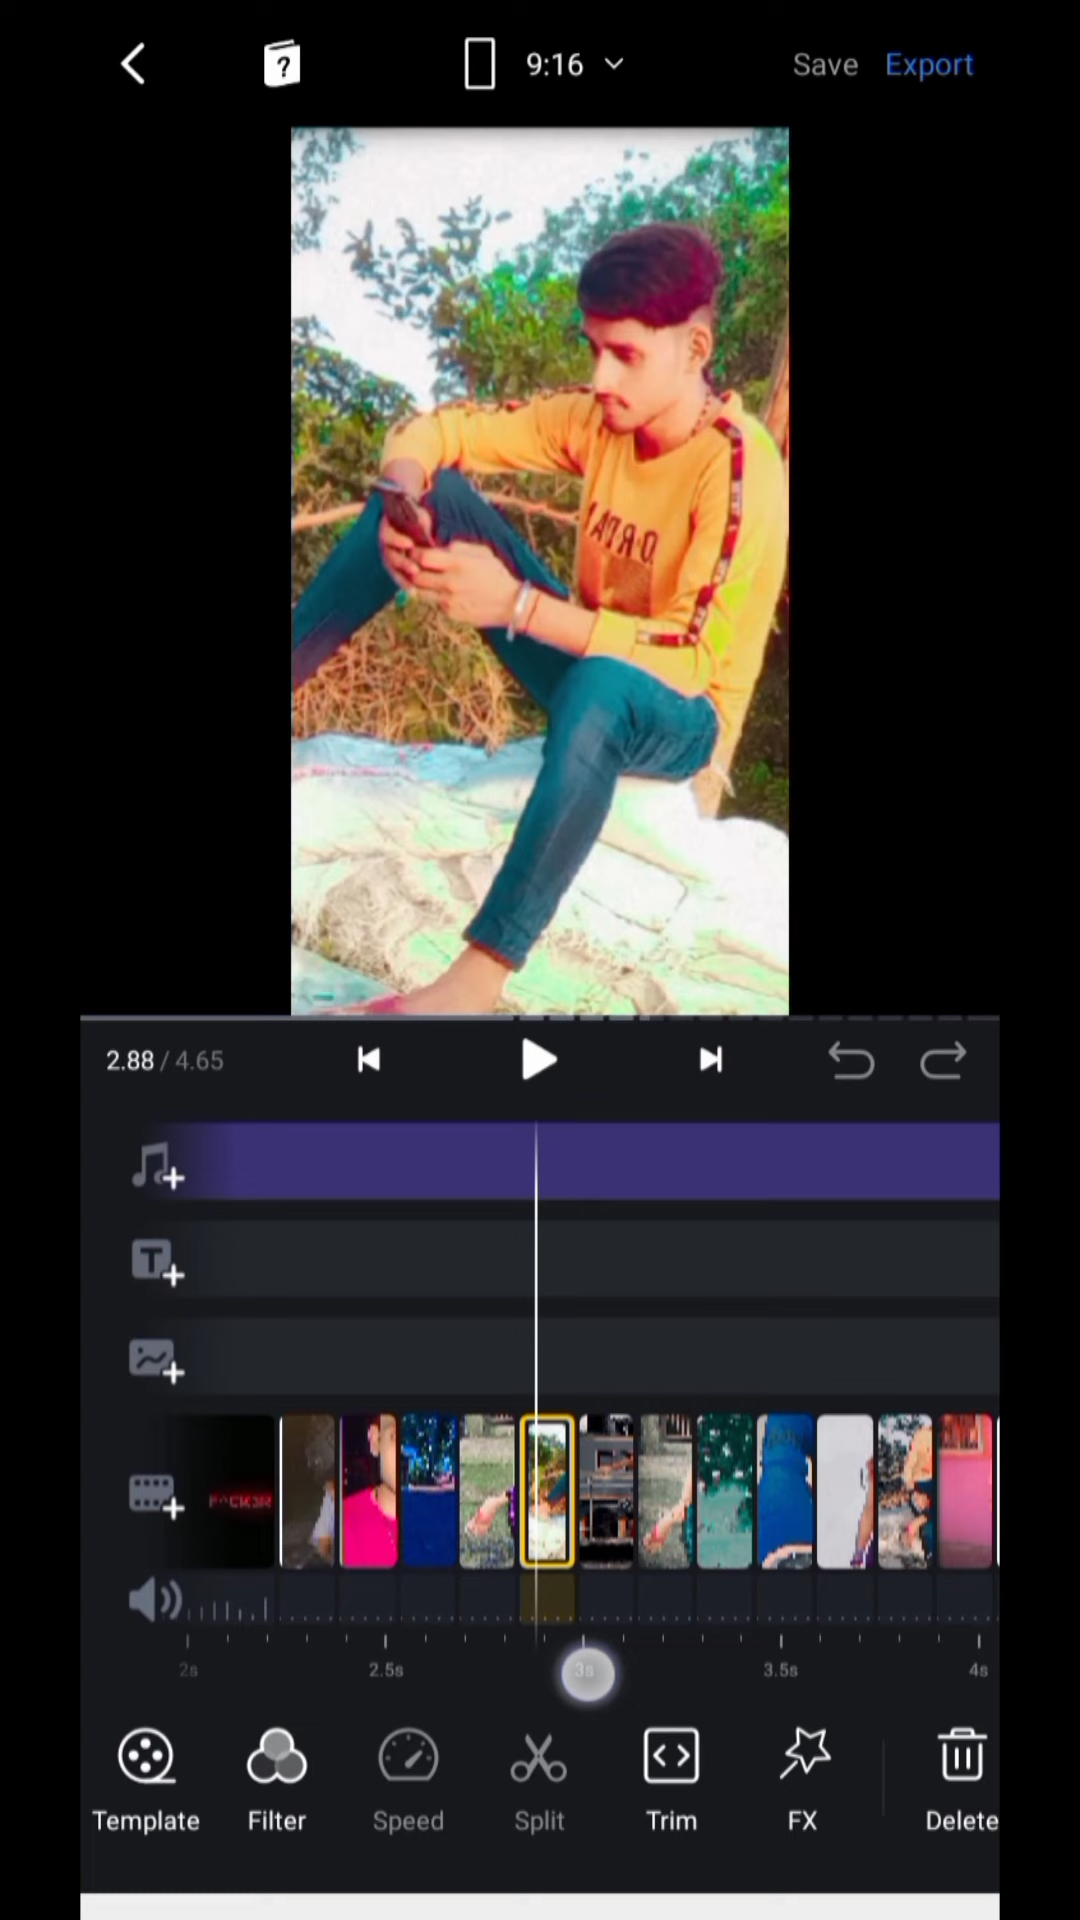 9:16
Save
Export
2.88 / 4.65
2s
2.5s
3s
3.5s
4s
Template
Filter
Speed
Split
Trim
FX
Delete